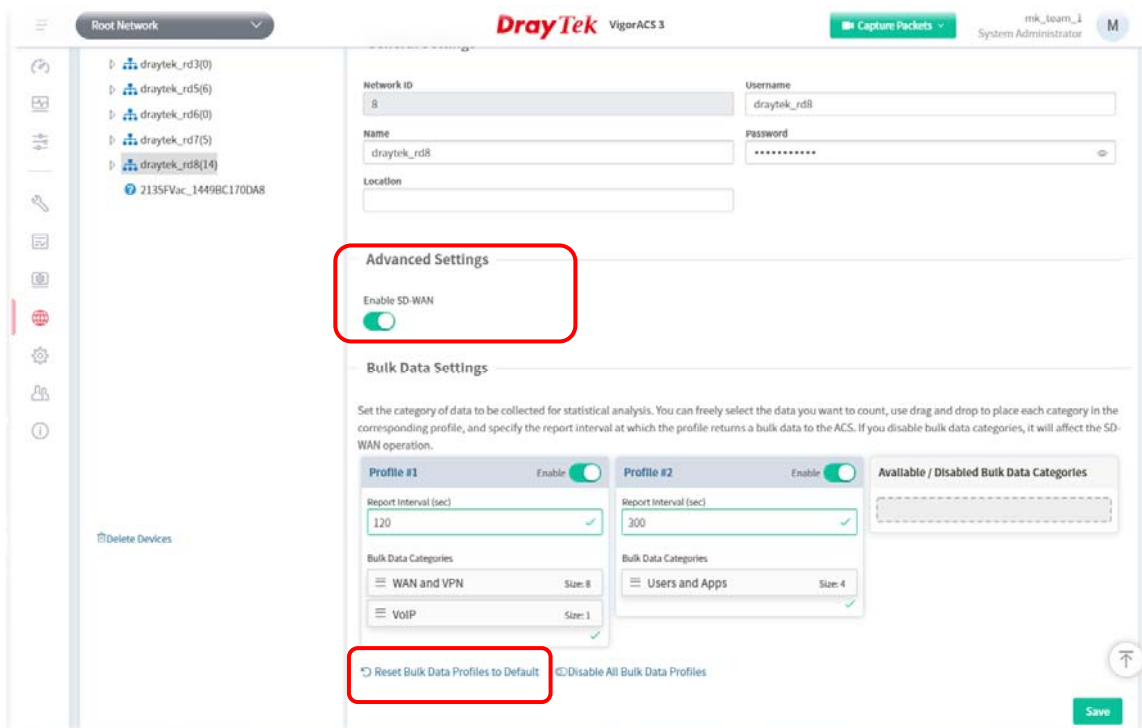 Root Network
DrayTek VigorACS 3
Capture Packets
mk_team_1
System Administrator
M
draytek_rd3(0)
draytek_rd5(6)
draytek_rd6(0)
draytek_rd7(5)
draytek_rd8(14)
2135FVac_1449BC170DA8
Delete Devices
General Settings
Network ID
8
Username
draytek_rd8
Name
draytek_rd8
Password
•••••••••••
Location
Advanced Settings
Enable SD-WAN
Bulk Data Settings
Set the category of data to be collected for statistical analysis. You can freely select the data you want to count, use drag and drop to place each category in the
corresponding profile, and specify the report interval at which the profile returns a bulk data to the ACS. If you disable bulk data categories, it will affect the SD-
WAN operation.
Profile #1 Enable
Report Interval (sec)
120
Bulk Data Categories
WAN and VPN Size: 8
VoIP Size: 1
Profile #2 Enable
Report Interval (sec)
300
Bulk Data Categories
Users and Apps Size: 4
Available / Disabled Bulk Data Categories
Reset Bulk Data Profiles to Default
Disable All Bulk Data Profiles
Save